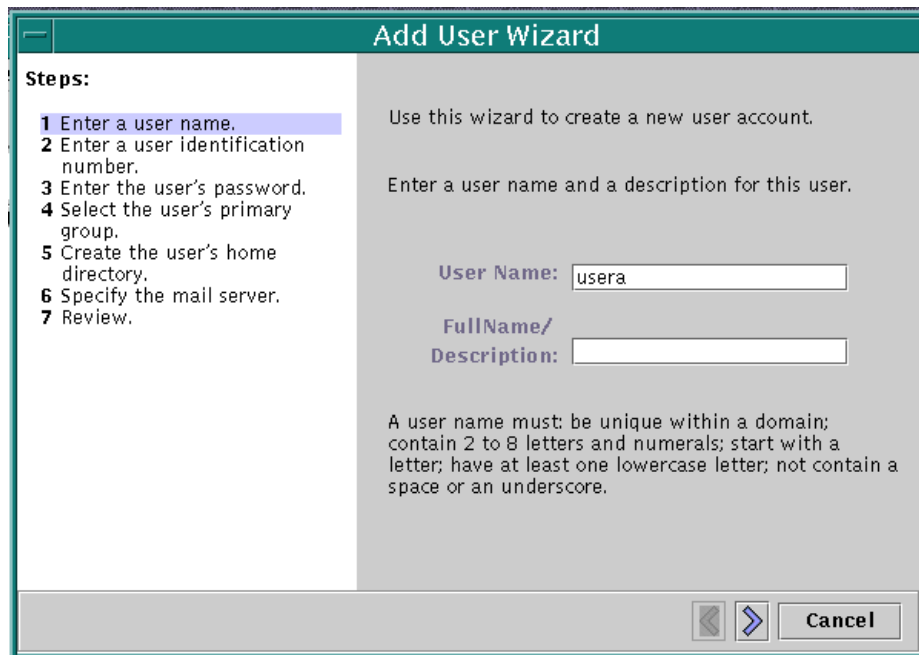 Add User Wizard
Steps:
1 Enter a user name.
2 Enter a user identification
number.
3 Enter the user's password.
4 Select the user's primary
group.
5 Create the user's home
directory.
6 Specify the mail server.
7 Review.
Use this wizard to create a new user account.
Enter a user name and a description for this user.
User Name: usera
FullName/
Description:
A user name must: be unique within a domain;
contain 2 to 8 letters and numerals; start with a
letter; have at least one lowercase letter; not contain a
space or an underscore.
Cancel